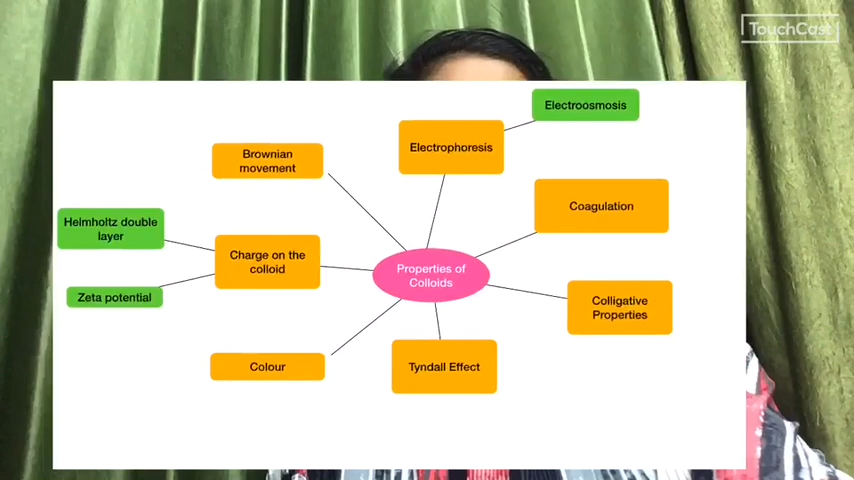 TouchCast
Electroosmosis
Electrophoresis
Brownian
movement
Coagulation
Helmholtz double
layer
Charge on the
colloid
Properties of
Colloids
Zeta potential
Colligative
Properties
Colour
Tyndall Effect